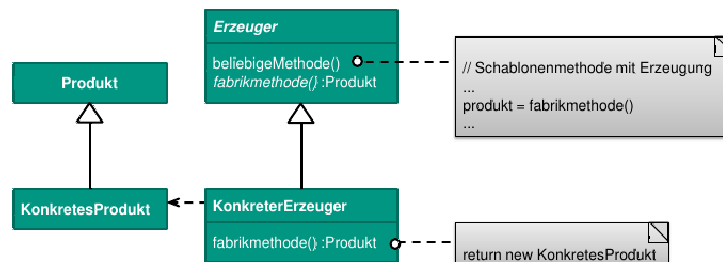 Erzeuger
beliebigeMethode()
fabrikmethode() :Produkt
// Schablonenmethode mit Erzeugung
...
produkt = fabrikmethode()
...
Produkt
KonkretesProdukt
KonkreterErzeuger
fabrikmethode() :Produkt
return new KonkretesProdukt